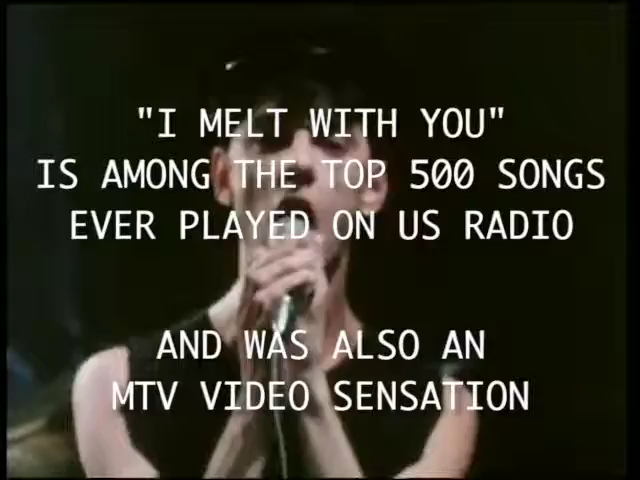 "I MELT WITH YOU"
IS AMONG THE TOP 500 SONGS
EVER PLAYED ON US RADIO
AND WAS ALSO AN
MTV VIDEO SENSATION